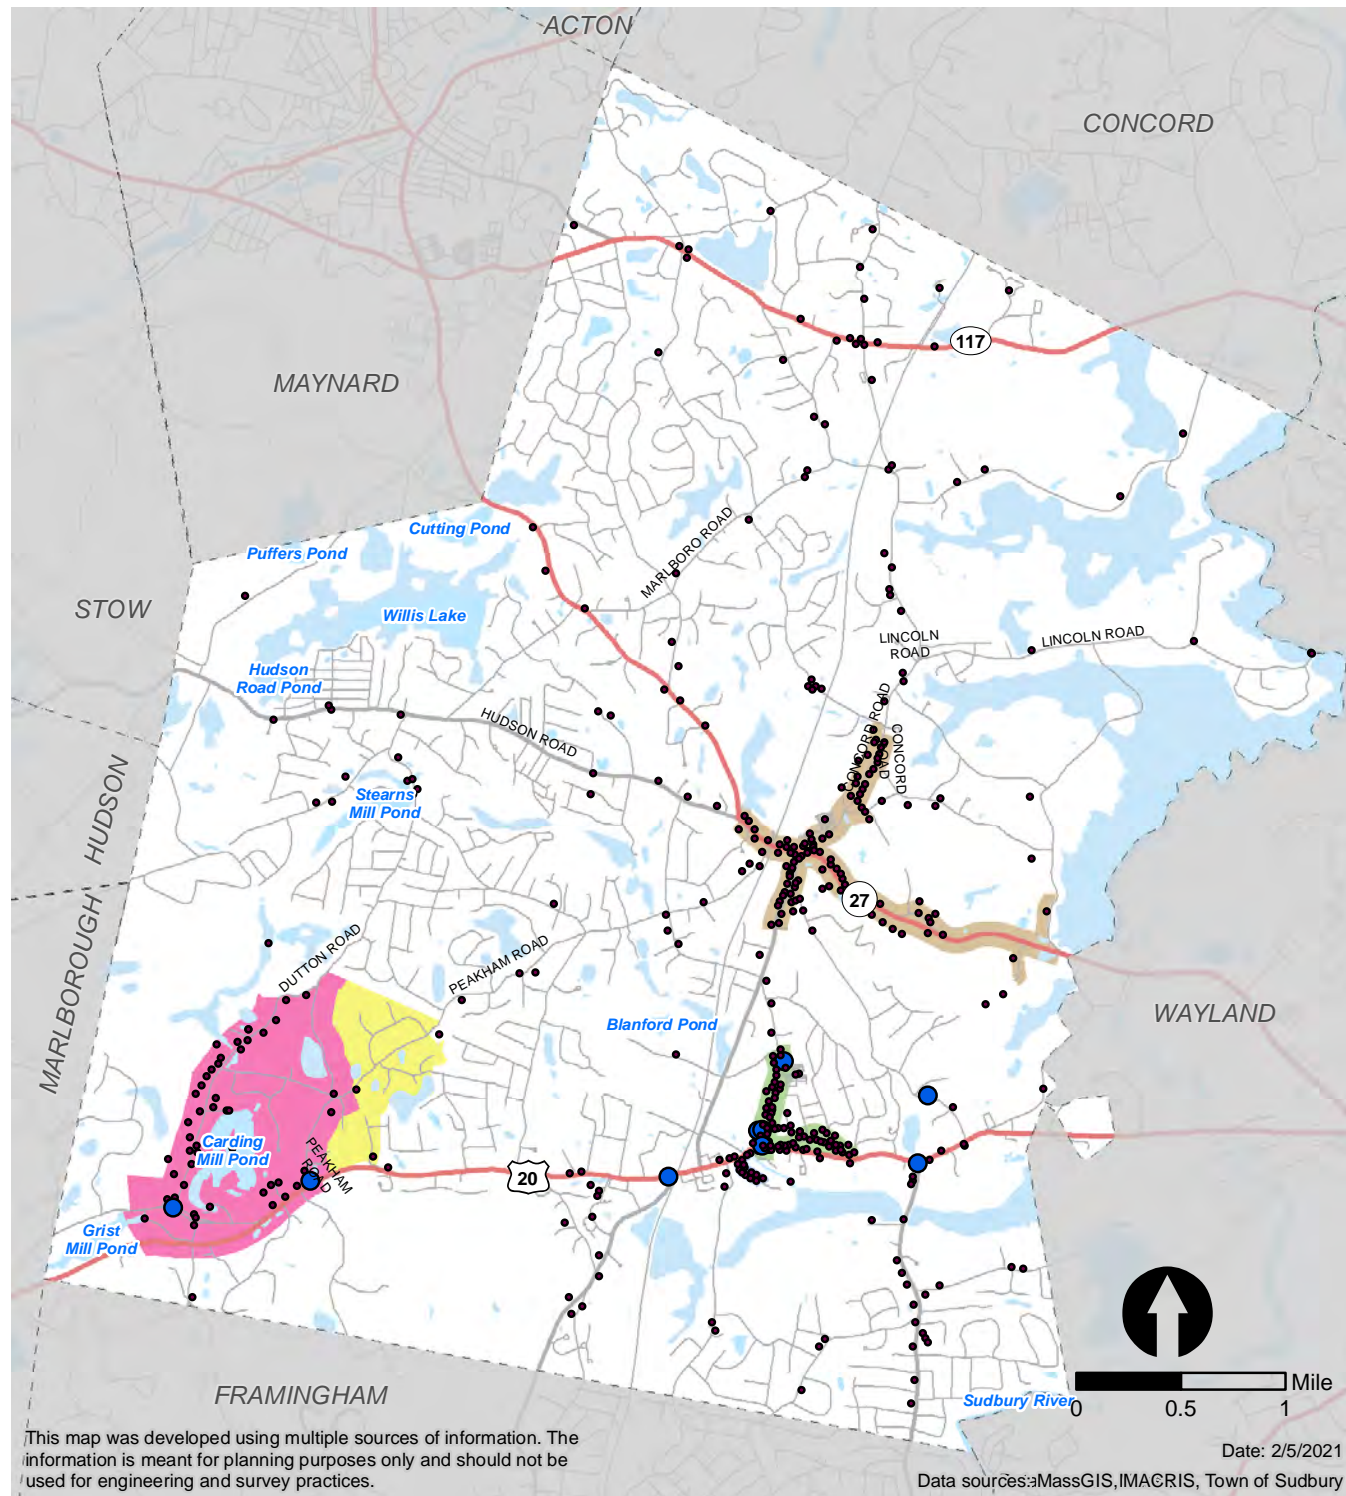 ACTON
CONCORD
117
MAYNARD
Cutting Pond
Puffers Pond
MARLBORO ROAD
STOW
Willis Lake
LINCOLN
ROAD
LINCOLN ROAD
Hudson
Road Pond
HUDSON ROAD
CONCORD ROAD
CONCORD
ROAD
HUDSON
Stearns
Mill Pond
27
MARLBOROUGH
DUTTON ROAD
PEAKHAM ROAD
Blanford Pond
WAYLAND
Carding
Mill Pond
PEAKHAM
ROAD
20
Grist
Mill Pond
FRAMINGHAM
Sudbury River
Mile
0 0.5 1
This map was developed using multiple sources of information. The
information is meant for planning purposes only and should not be
used for engineering and survey practices.
Date: 2/5/2021
Data sources: MassGIS, MACRIS, Town of Sudbury